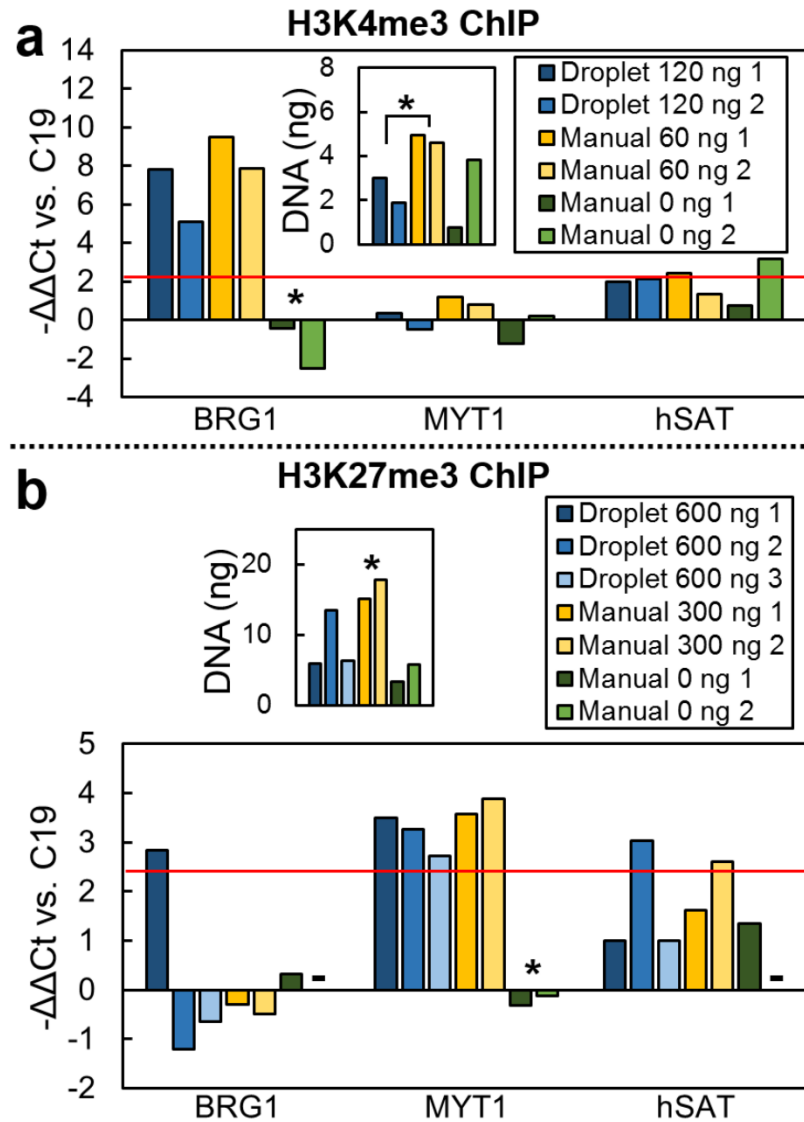 a
H3K4me3 ChIP
14
12
10
8
6
4
2
0
-2
-4
-ΔΔCt vs. C19
8
6
4
2
0
DNA (ng)
*
Droplet 120 ng 1
Droplet 120 ng 2
Manual 60 ng 1
Manual 60 ng 2
Manual 0 ng 1
Manual 0 ng 2
*
BRG1 MYT1 hSAT
b
H3K27me3 ChIP
20
10
0
DNA (ng)
*
Droplet 600 ng 1
Droplet 600 ng 2
Droplet 600 ng 3
Manual 300 ng 1
Manual 300 ng 2
Manual 0 ng 1
Manual 0 ng 2
5
4
3
2
1
0
-1
-2
-ΔΔCt vs. C19
-
*
-
BRG1 MYT1 hSAT